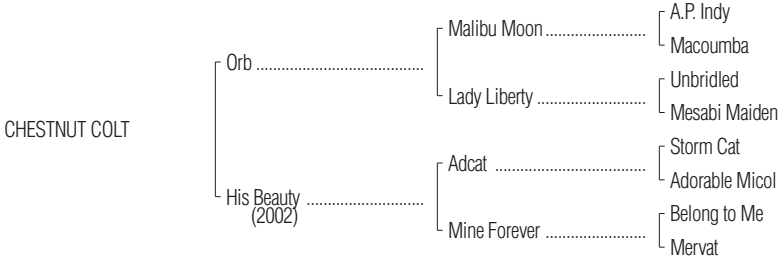 A.P. Indy
Malibu Moon ..........................
Macoumba
Orb ...........................................
Unbridled
Lady Liberty ............................
Mesabi Maiden
CHESTNUT COLT
Storm Cat
Adcat .......................................
Adorable Micol
His Beauty ..............................
(2002)
Belong to Me
Mine Forever ..........................
Mervat